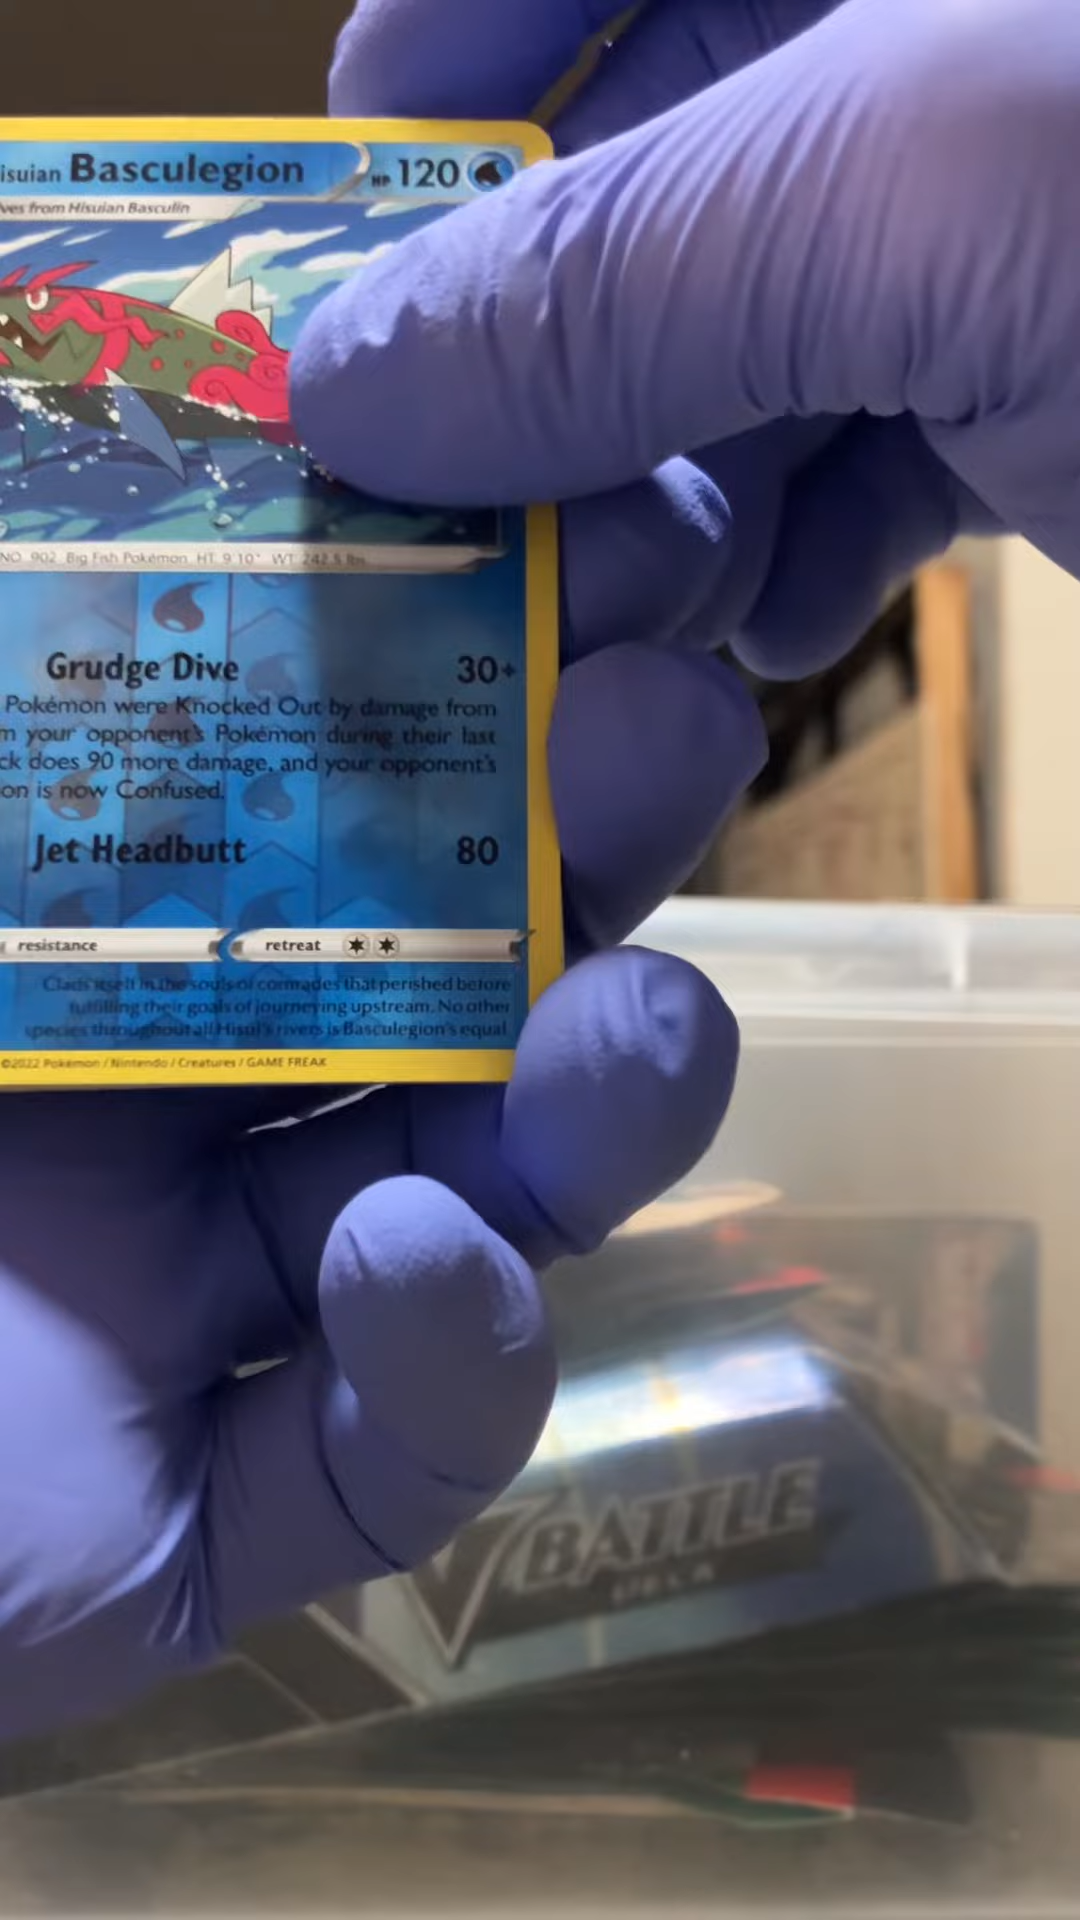 isuian Basculegion HP 120
ves from Hisuian Basculin
NO. 902 Big Fish Pokémon HT: 9'10" WT: 242.5 lbs.
Grudge Dive 30+
Pokémon were Knocked Out by damage from
m your opponent's Pokémon during their last
ck does 90 more damage, and your opponent's
on is now Confused.
Jet Headbutt 80
resistance retreat
Clads itself in the souls of comrades that perished before
fulfilling their goals of journeying upstream. No other
species throughout all Hisui's rivers is Basculegion's equal.
©2022 Pokémon / Nintendo / Creatures / GAME FREAK
V BATTLE
DECK